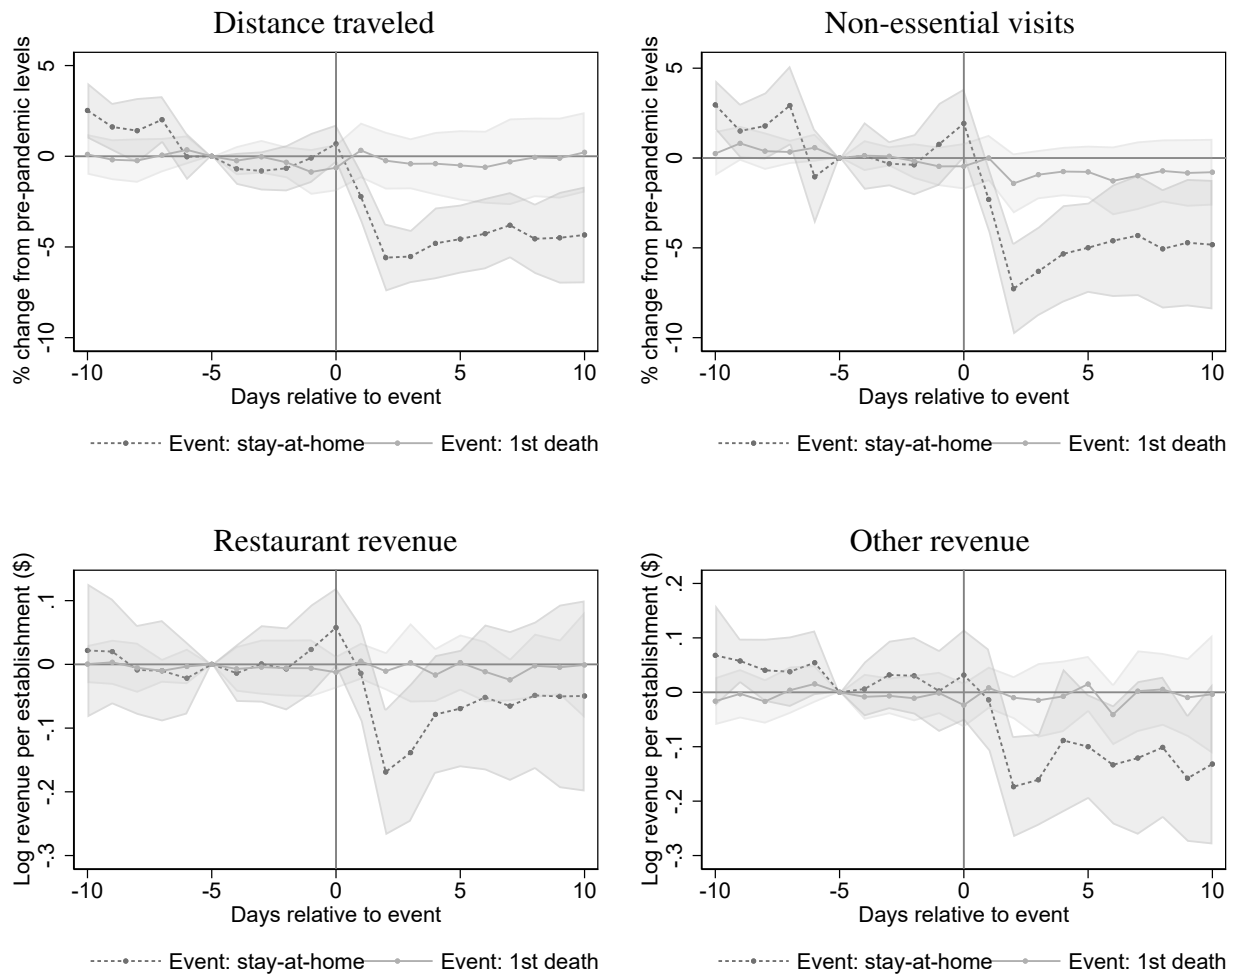 Distance traveled
% change from pre-pandemic levels
5
0
-5
-10
-10 -5 0 5 10
Days relative to event
Event: stay-at-home Event: 1st death
Non-essential visits
% change from pre-pandemic levels
5
0
-5
-10
-10 -5 0 5 10
Days relative to event
Event: stay-at-home Event: 1st death
Restaurant revenue
Log revenue per establishment ($)
.1
0
-.1
-.2
-.3
-10 -5 0 5 10
Days relative to event
Event: stay-at-home Event: 1st death
Other revenue
Log revenue per establishment ($)
.2
.1
0
-.1
-.2
-.3
-10 -5 0 5 10
Days relative to event
Event: stay-at-home Event: 1st death